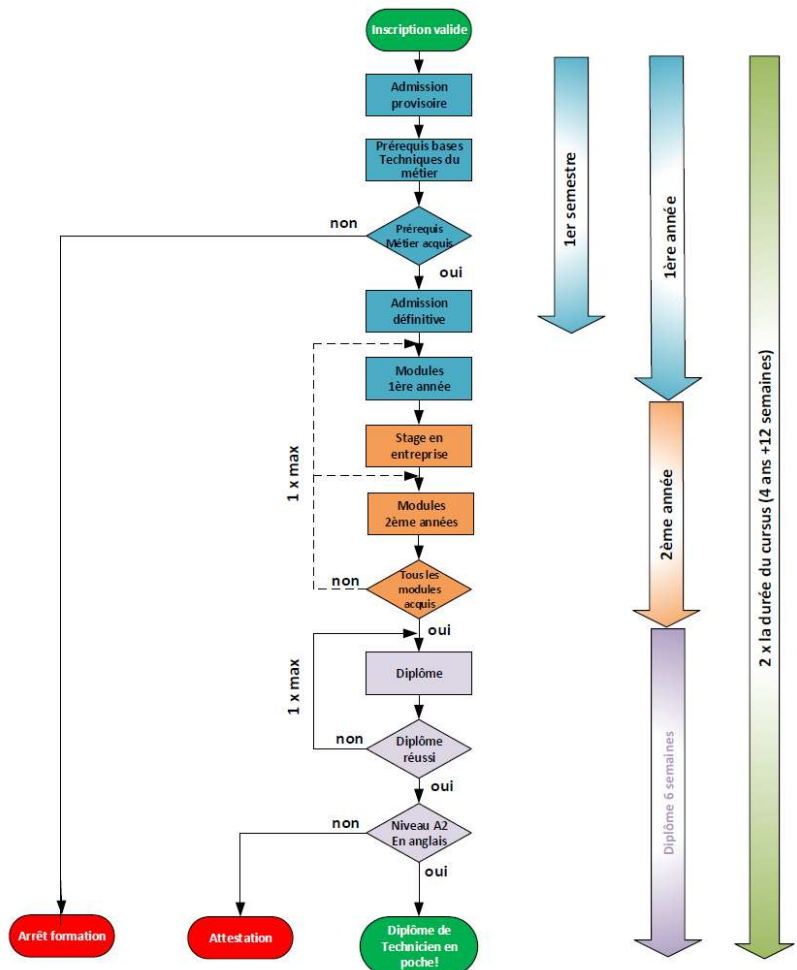 Inscription valide
Admission
provisoire
Prérequis bases
Techniques du
métier
non
Prérequis
Métier acquis
oui
Admission
définitive
Modules
1ère année
Stage en
entreprise
1 x max
Modules
2ème années
non
Tous les
modules
acquis
oui
Diplôme
1 x max
non
Diplôme
réussi
oui
non
Niveau A2
En anglais
oui
Arrêt formation
Attestation
Diplôme de
Technicien en
poche!
1er semestre
1ère année
2ème année
Diplôme 6 semaines
2 x la durée du cursus (4 ans +12 semaines)